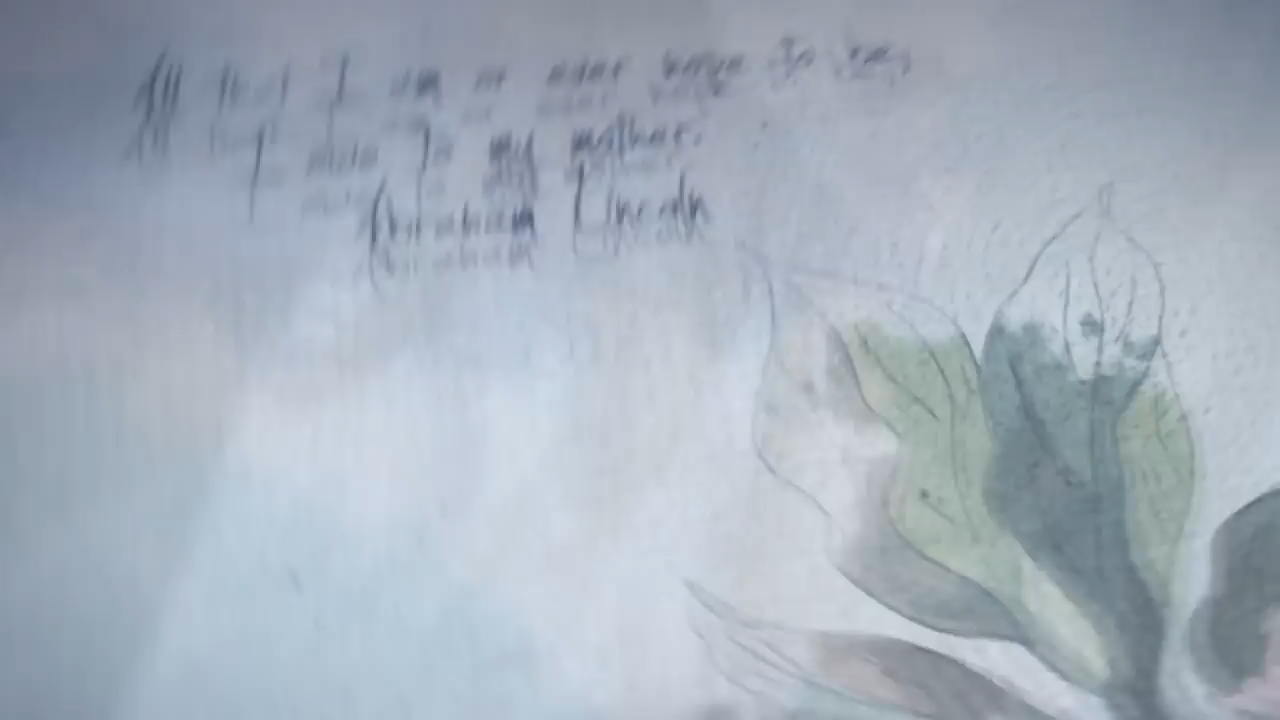 All that I am or ever hope to be,
I owe to my mother.
Abraham Lincoln